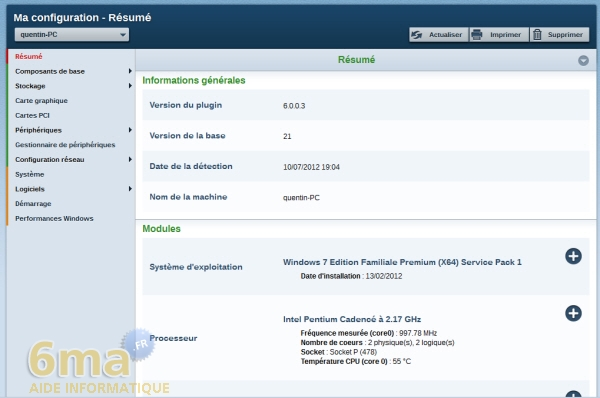 Ma configuration - Résumé
quentin-PC
Actualiser
Imprimer
Supprimer
Résumé
Composants de base
Stockage
Carte graphique
Cartes PCI
Périphériques
Gestionnaire de périphériques
Configuration réseau
Système
Logiciels
Démarrage
Performances Windows
Résumé
Informations générales
Version du plugin 6.0.0.3
Version de la base 21
Date de la détection 10/07/2012 19:04
Nom de la machine quentin-PC
Modules
Système d'exploitation
Windows 7 Edition Familiale Premium (X64) Service Pack 1
Date d'installation : 13/02/2012
Processeur
Intel Pentium Cadencé à 2.17 GHz
Fréquence mesurée (core0) : 997.78 MHz
Nombre de coeurs : 2 physique(s), 2 logique(s)
Socket : Socket P (478)
Température CPU (core 0) : 55 °C
6ma.FR
AIDE INFORMATIQUE